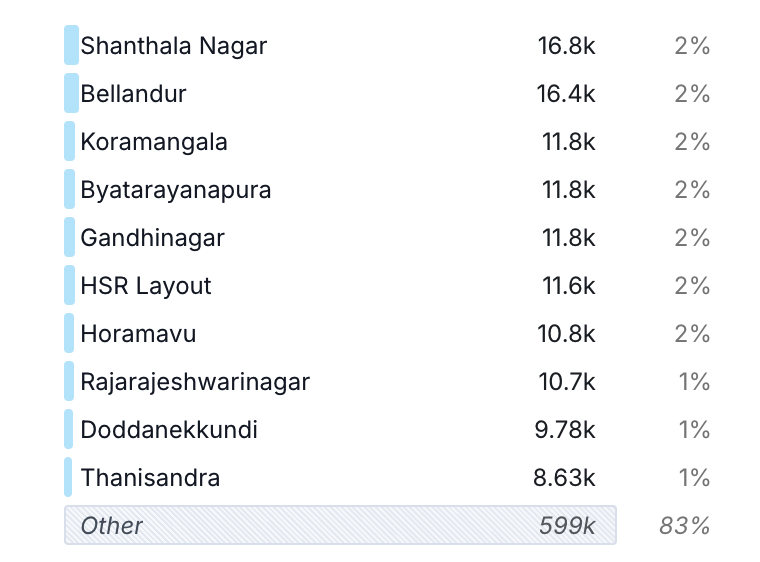 Shanthala Nagar 16.8k 2%
Bellandur 16.4k 2%
Koramangala 11.8k 2%
Byatarayanapura 11.8k 2%
Gandhinagar 11.8k 2%
HSR Layout 11.6k 2%
Horamavu 10.8k 2%
Rajarajeshwarinagar 10.7k 1%
Doddanekkundi 9.78k 1%
Thanisandra 8.63k 1%
Other 599k 83%